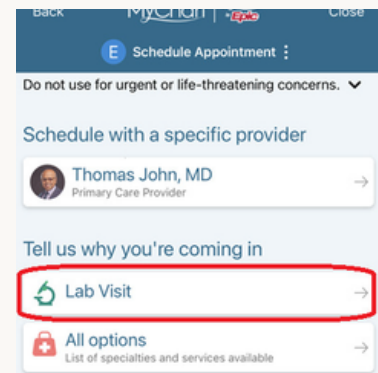 Back MyChart Epic Close
E Schedule Appointment
Do not use for urgent or life-threatening concerns.
Schedule with a specific provider
Thomas John, MD
Primary Care Provider
Tell us why you're coming in
Lab Visit
All options
List of specialties and services available